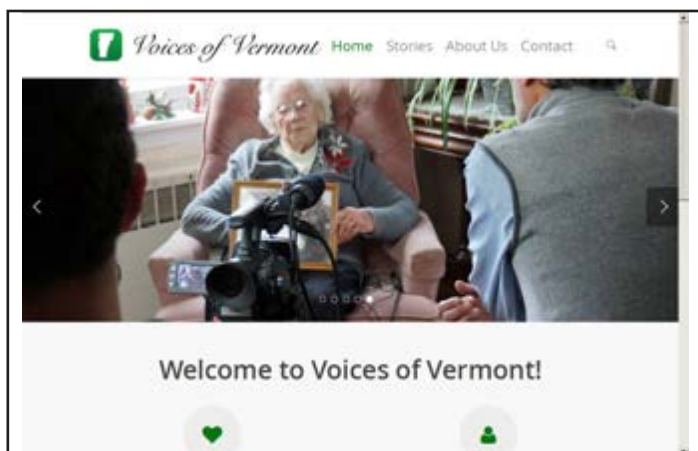 Voices of Vermont Home Stories About Us Contact
Welcome to Voices of Vermont!